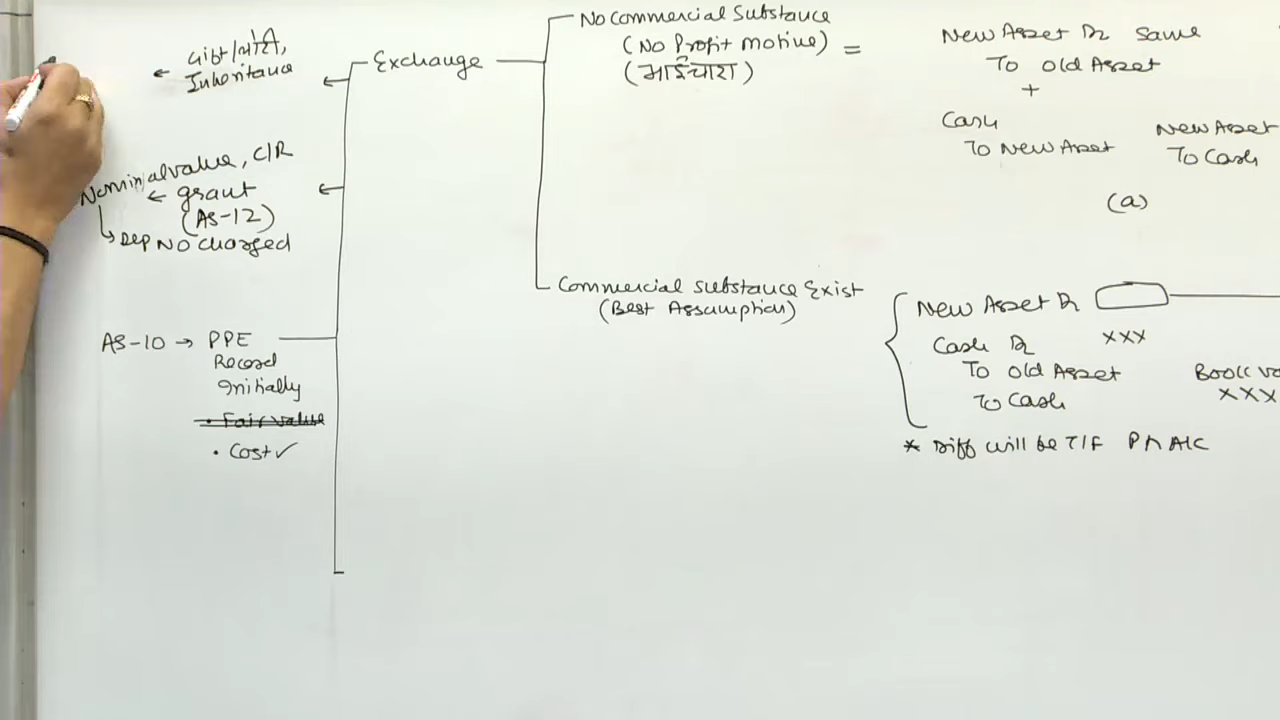 Gift/
Inheritance
Nominalvalue, C/R
grant
(AS-12)
Dep NO charged
AS-10 → PPE
Record
Initially
• Fair value
• Cost✓
Exchange
No Commercial Substance
(No Profit motive) =
(भाईचारा)
Commercial Substance Exist
(Best Assumption)
New Asset Dr Same
To Old Asset
+
Cash
To New Asset
New Asset
To Cash
(a)
New Asset Dr
Cash Dr XXX
To Old Asset
To Cash
Book
XXX
* Diff will be T/F P/L A/C